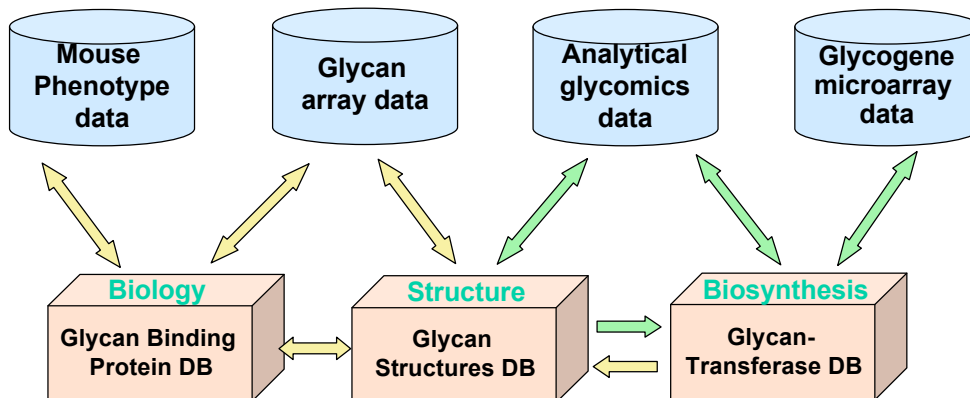 Mouse
Phenotype
data
Glycan
array data
Analytical
glycomics
data
Glycogene
microarray
data
Biology
Glycan Binding
Protein DB
Structure
Glycan
Structures DB
Biosynthesis
Glycan-
Transferase DB